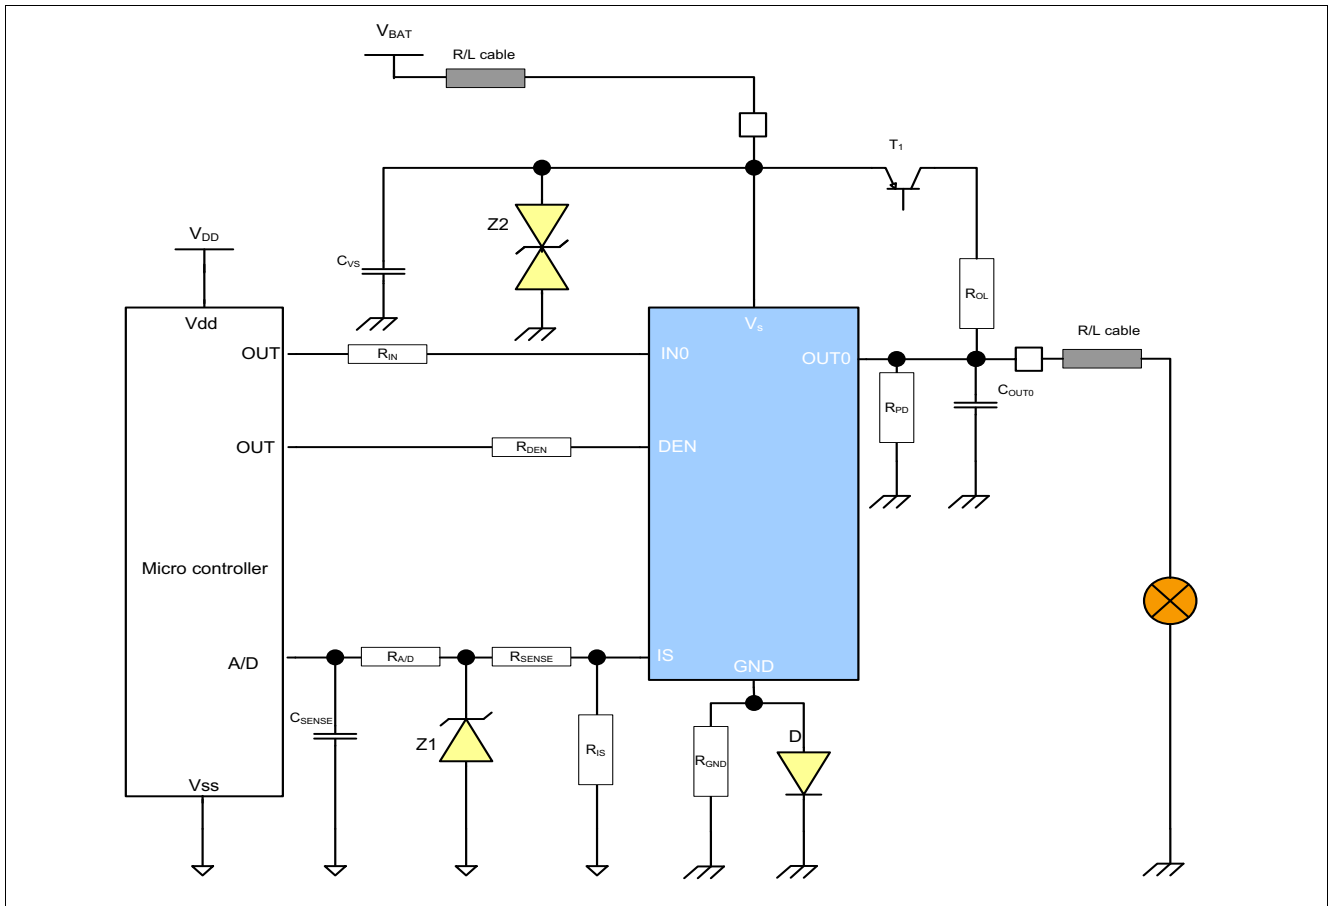 VBAT
R/L cable
T1
Z2
VDD
CVS
ROL
Vdd
Vs
R/L cable
OUT
RIN
IN0
OUT0
COUT0
RPD
OUT
RDEN
DEN
Micro controller
A/D
RA/D
RSENSE
IS
GND
CSENSE
Z1
RIS
RGND
D
Vss